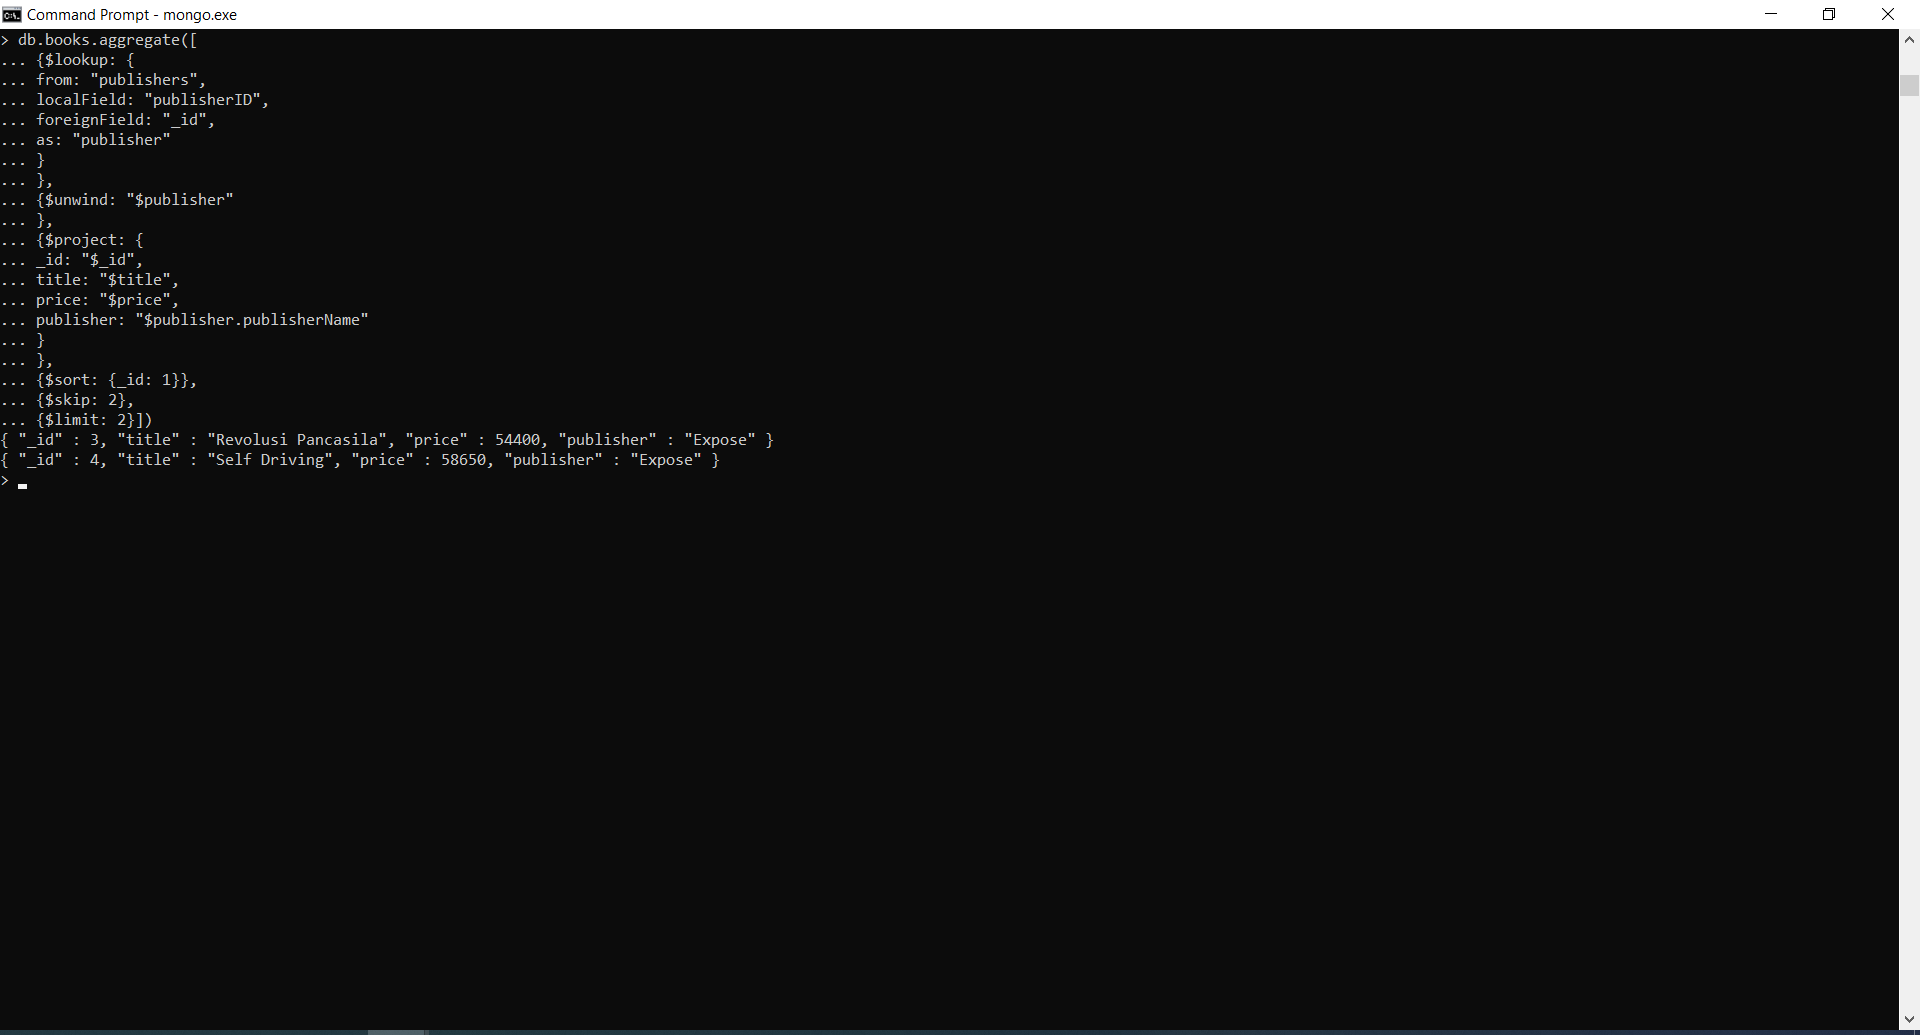 Command Prompt - mongo.exe
> db.books.aggregate([
... {$lookup: {
... from: "publishers",
... localField: "publisherID",
... foreignField: "_id",
... as: "publisher"
... }
... },
... {$unwind: "$publisher"
... },
... {$project: {
... _id: "$_id",
... title: "$title",
... price: "$price",
... publisher: "$publisher.publisherName"
... }
... },
... {$sort: {_id: 1}},
... {$skip: 2},
... {$limit: 2}])
{ "_id" : 3, "title" : "Revolusi Pancasila", "price" : 54400, "publisher" : "Expose" }
{ "_id" : 4, "title" : "Self Driving", "price" : 58650, "publisher" : "Expose" }
>